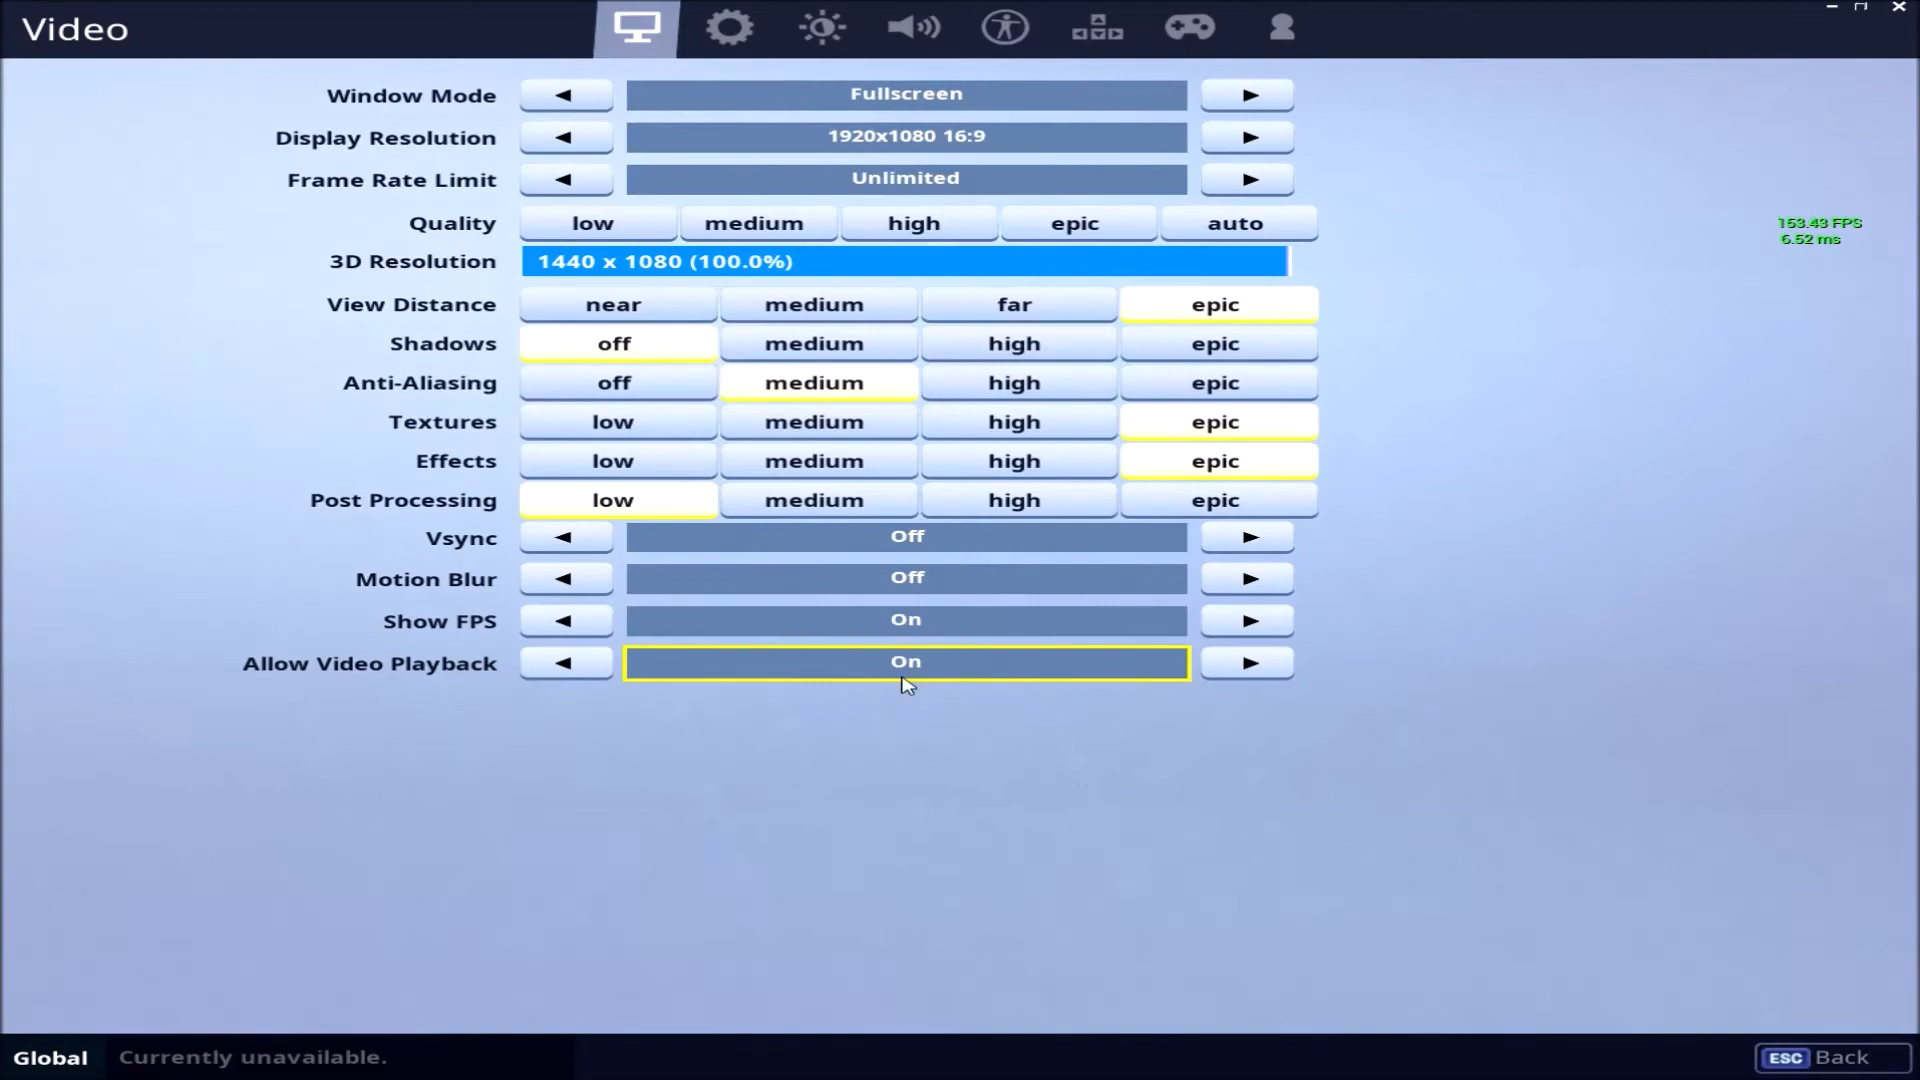 Video
Window Mode Fullscreen
Display Resolution 1920x1080 16:9
Frame Rate Limit Unlimited
Quality low medium high epic auto
153.43 FPS
6.52 ms
3D Resolution 1440 x 1080 (100.0%)
View Distance near medium far epic
Shadows off medium high epic
Anti-Aliasing off medium high epic
Textures low medium high epic
Effects low medium high epic
Post Processing low medium high epic
Vsync Off
Motion Blur Off
Show FPS On
Allow Video Playback On
Global Currently unavailable.
ESC Back